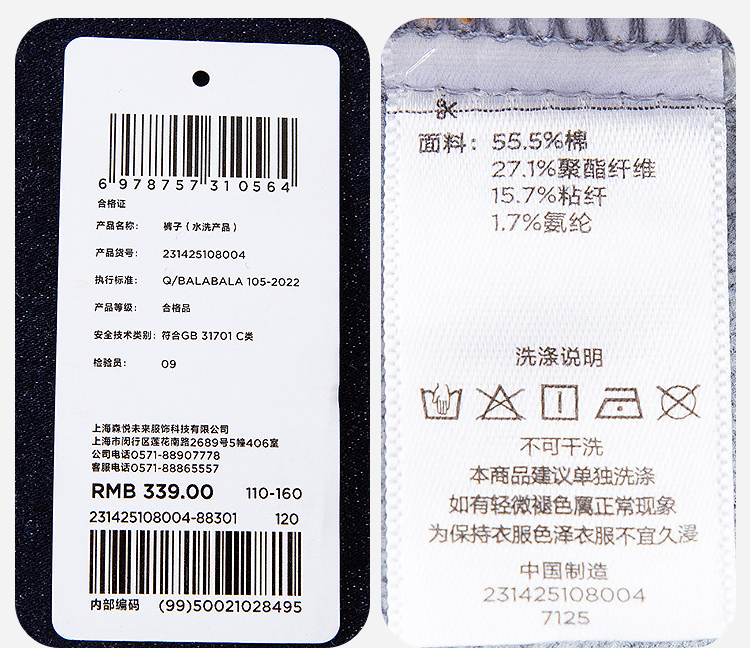 6 978757 310564
合格证
产品名称: 裤子（水洗产品）
产品货号: 231425108004
执行标准: Q/BALABALA 105-2022
产品等级: 合格品
安全技术类别: 符合GB 31701 C类
检验员: 09
上海森悦未来服饰科技有限公司
上海市闵行区莲花南路2689号5幢406室
公司电话0571-88907778
客服电话0571-88865557
RMB 339.00 110-160
231425108004-88301 120
内部编码 (99)50021028495
面料: 55.5%棉
27.1%聚酯纤维
15.7%粘纤
1.7%氨纶
洗涤说明
不可干洗
本商品建议单独洗涤
如有轻微褪色属正常现象
为保持衣服色泽衣服不宜久浸
中国制造
231425108004
7125